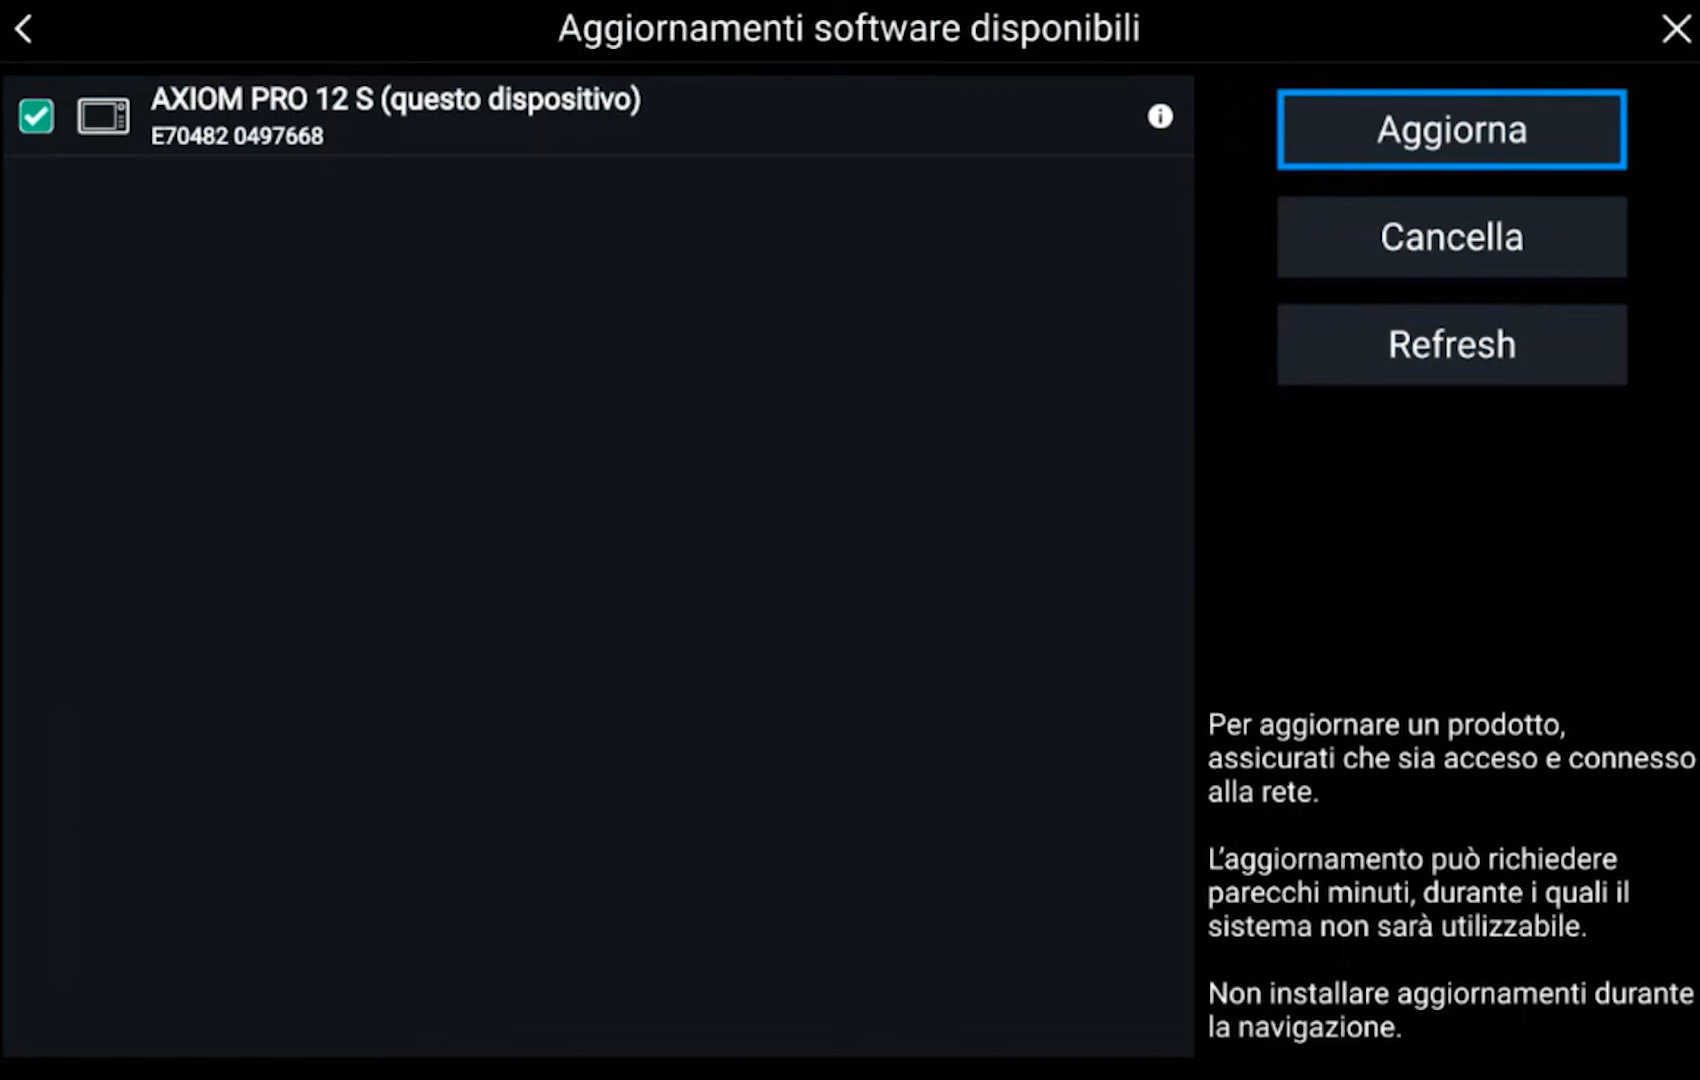 Aggiornamenti software disponibili
AXIOM PRO 12 S (questo dispositivo)
E70482 0497668
Aggiorna
Cancella
Refresh
Per aggiornare un prodotto,
assicurati che sia acceso e connesso
alla rete.
L’aggiornamento può richiedere
parecchi minuti, durante i quali il
sistema non sarà utilizzabile.
Non installare aggiornamenti durante
la navigazione.